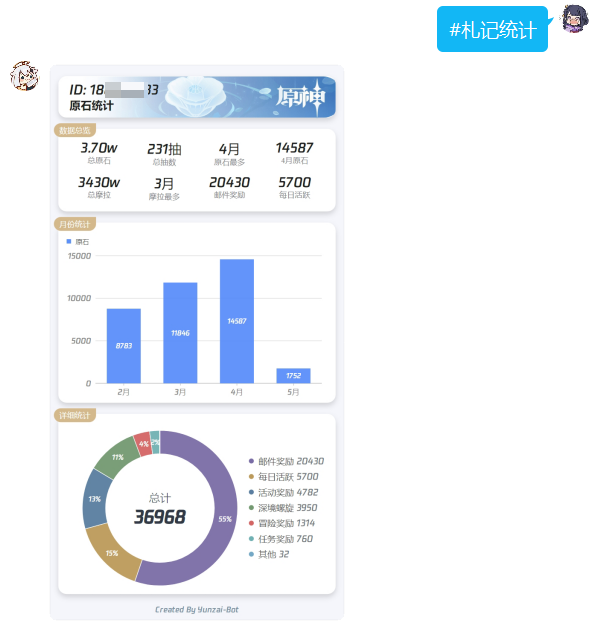 #札记统计
ID: 18 33
原石统计
原神
数据总览
3.70w 231抽 4月 14587
总原石 总抽数 原石最多 4月原石
3430w 3月 20430 5700
总摩拉 摩拉最多 邮件奖励 每日活跃
月份统计
原石
15000
10000
5000
0
8783 11846 14587 1752
2月 3月 4月 5月
详细统计
总计
36968
55%
15%
13%
11%
4%
2%
邮件奖励 20430
每日活跃 5700
活动奖励 4782
深境螺旋 3950
冒险奖励 1314
任务奖励 760
其他 32
Created By Yunzai-Bot